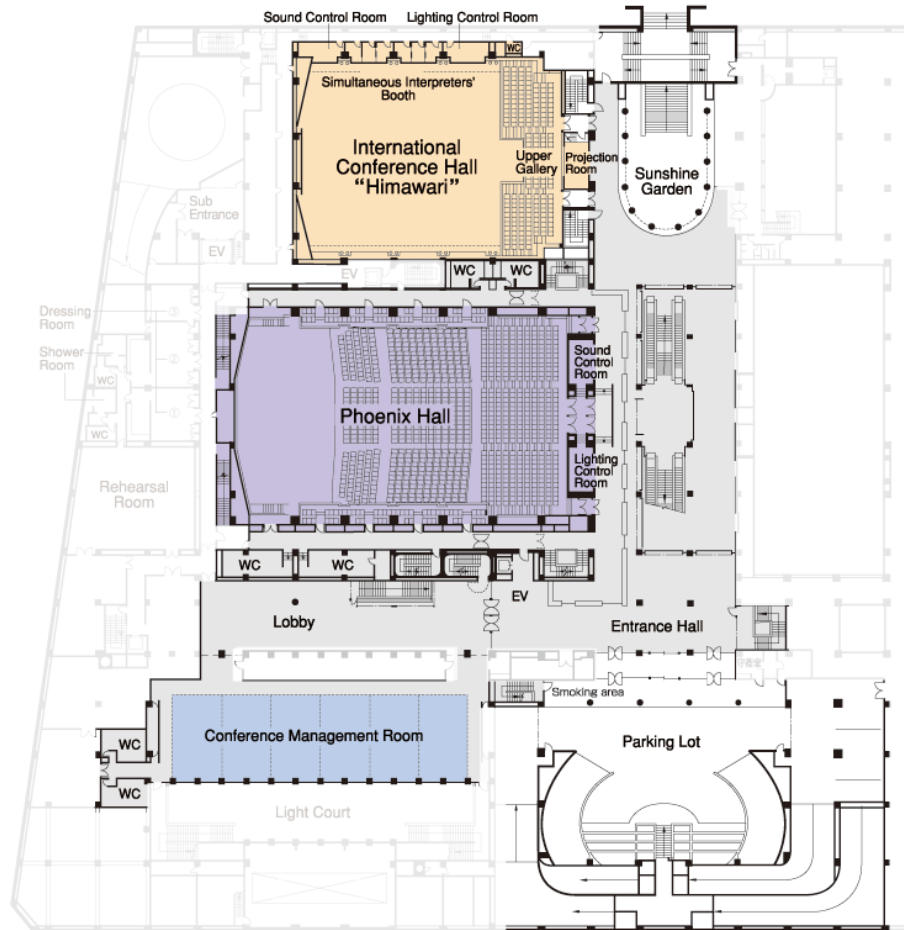 Sound Control Room
Lighting Control Room
WC
Simultaneous Interpreters'
Booth
International
Conference Hall
“Himawari”
Upper
Gallery
Projection
Room
Sunshine
Garden
Sub
Entrance
EV
EV
WC
WC
Dressing
Room
③
Shower
Room
②
WC
①
WC
Sound
Control
Room
Phoenix Hall
Lighting
Control
Room
Rehearsal
Room
WC
WC
EV
Lobby
Entrance Hall
Smoking area
Conference Management Room
WC
WC
Parking Lot
Light Court